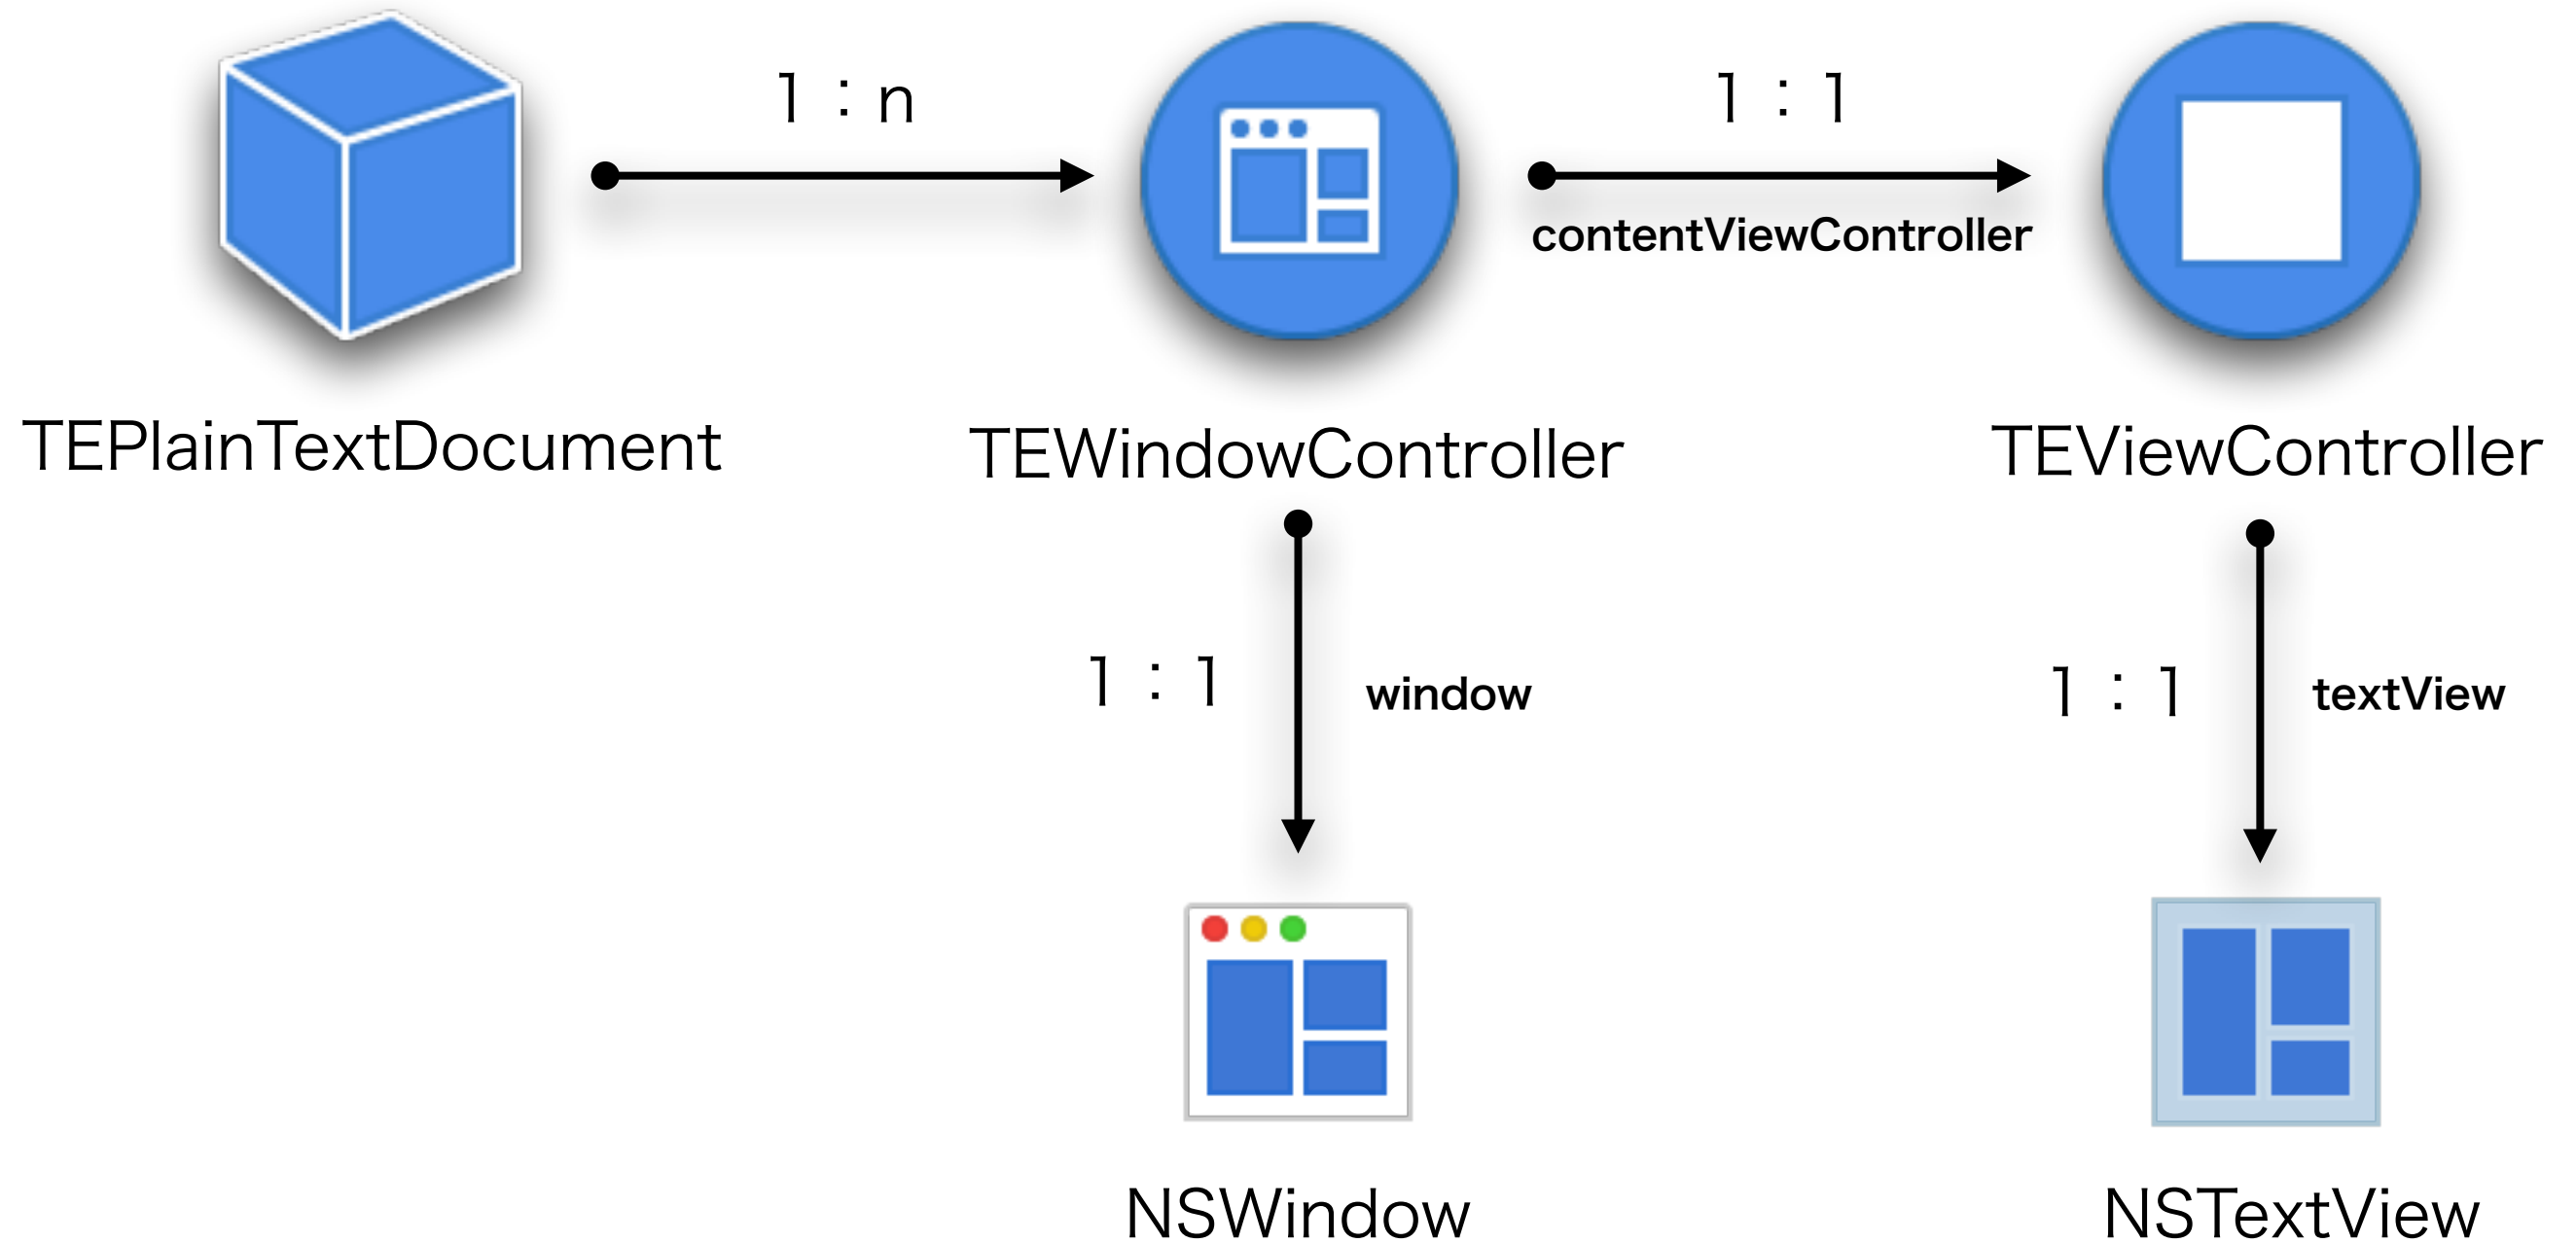 1 : n
1 : 1
contentViewController
TEPlainTextDocument
TEWindowController
TEViewController
1 : 1
window
1 : 1
textView
NSWindow
NSTextView